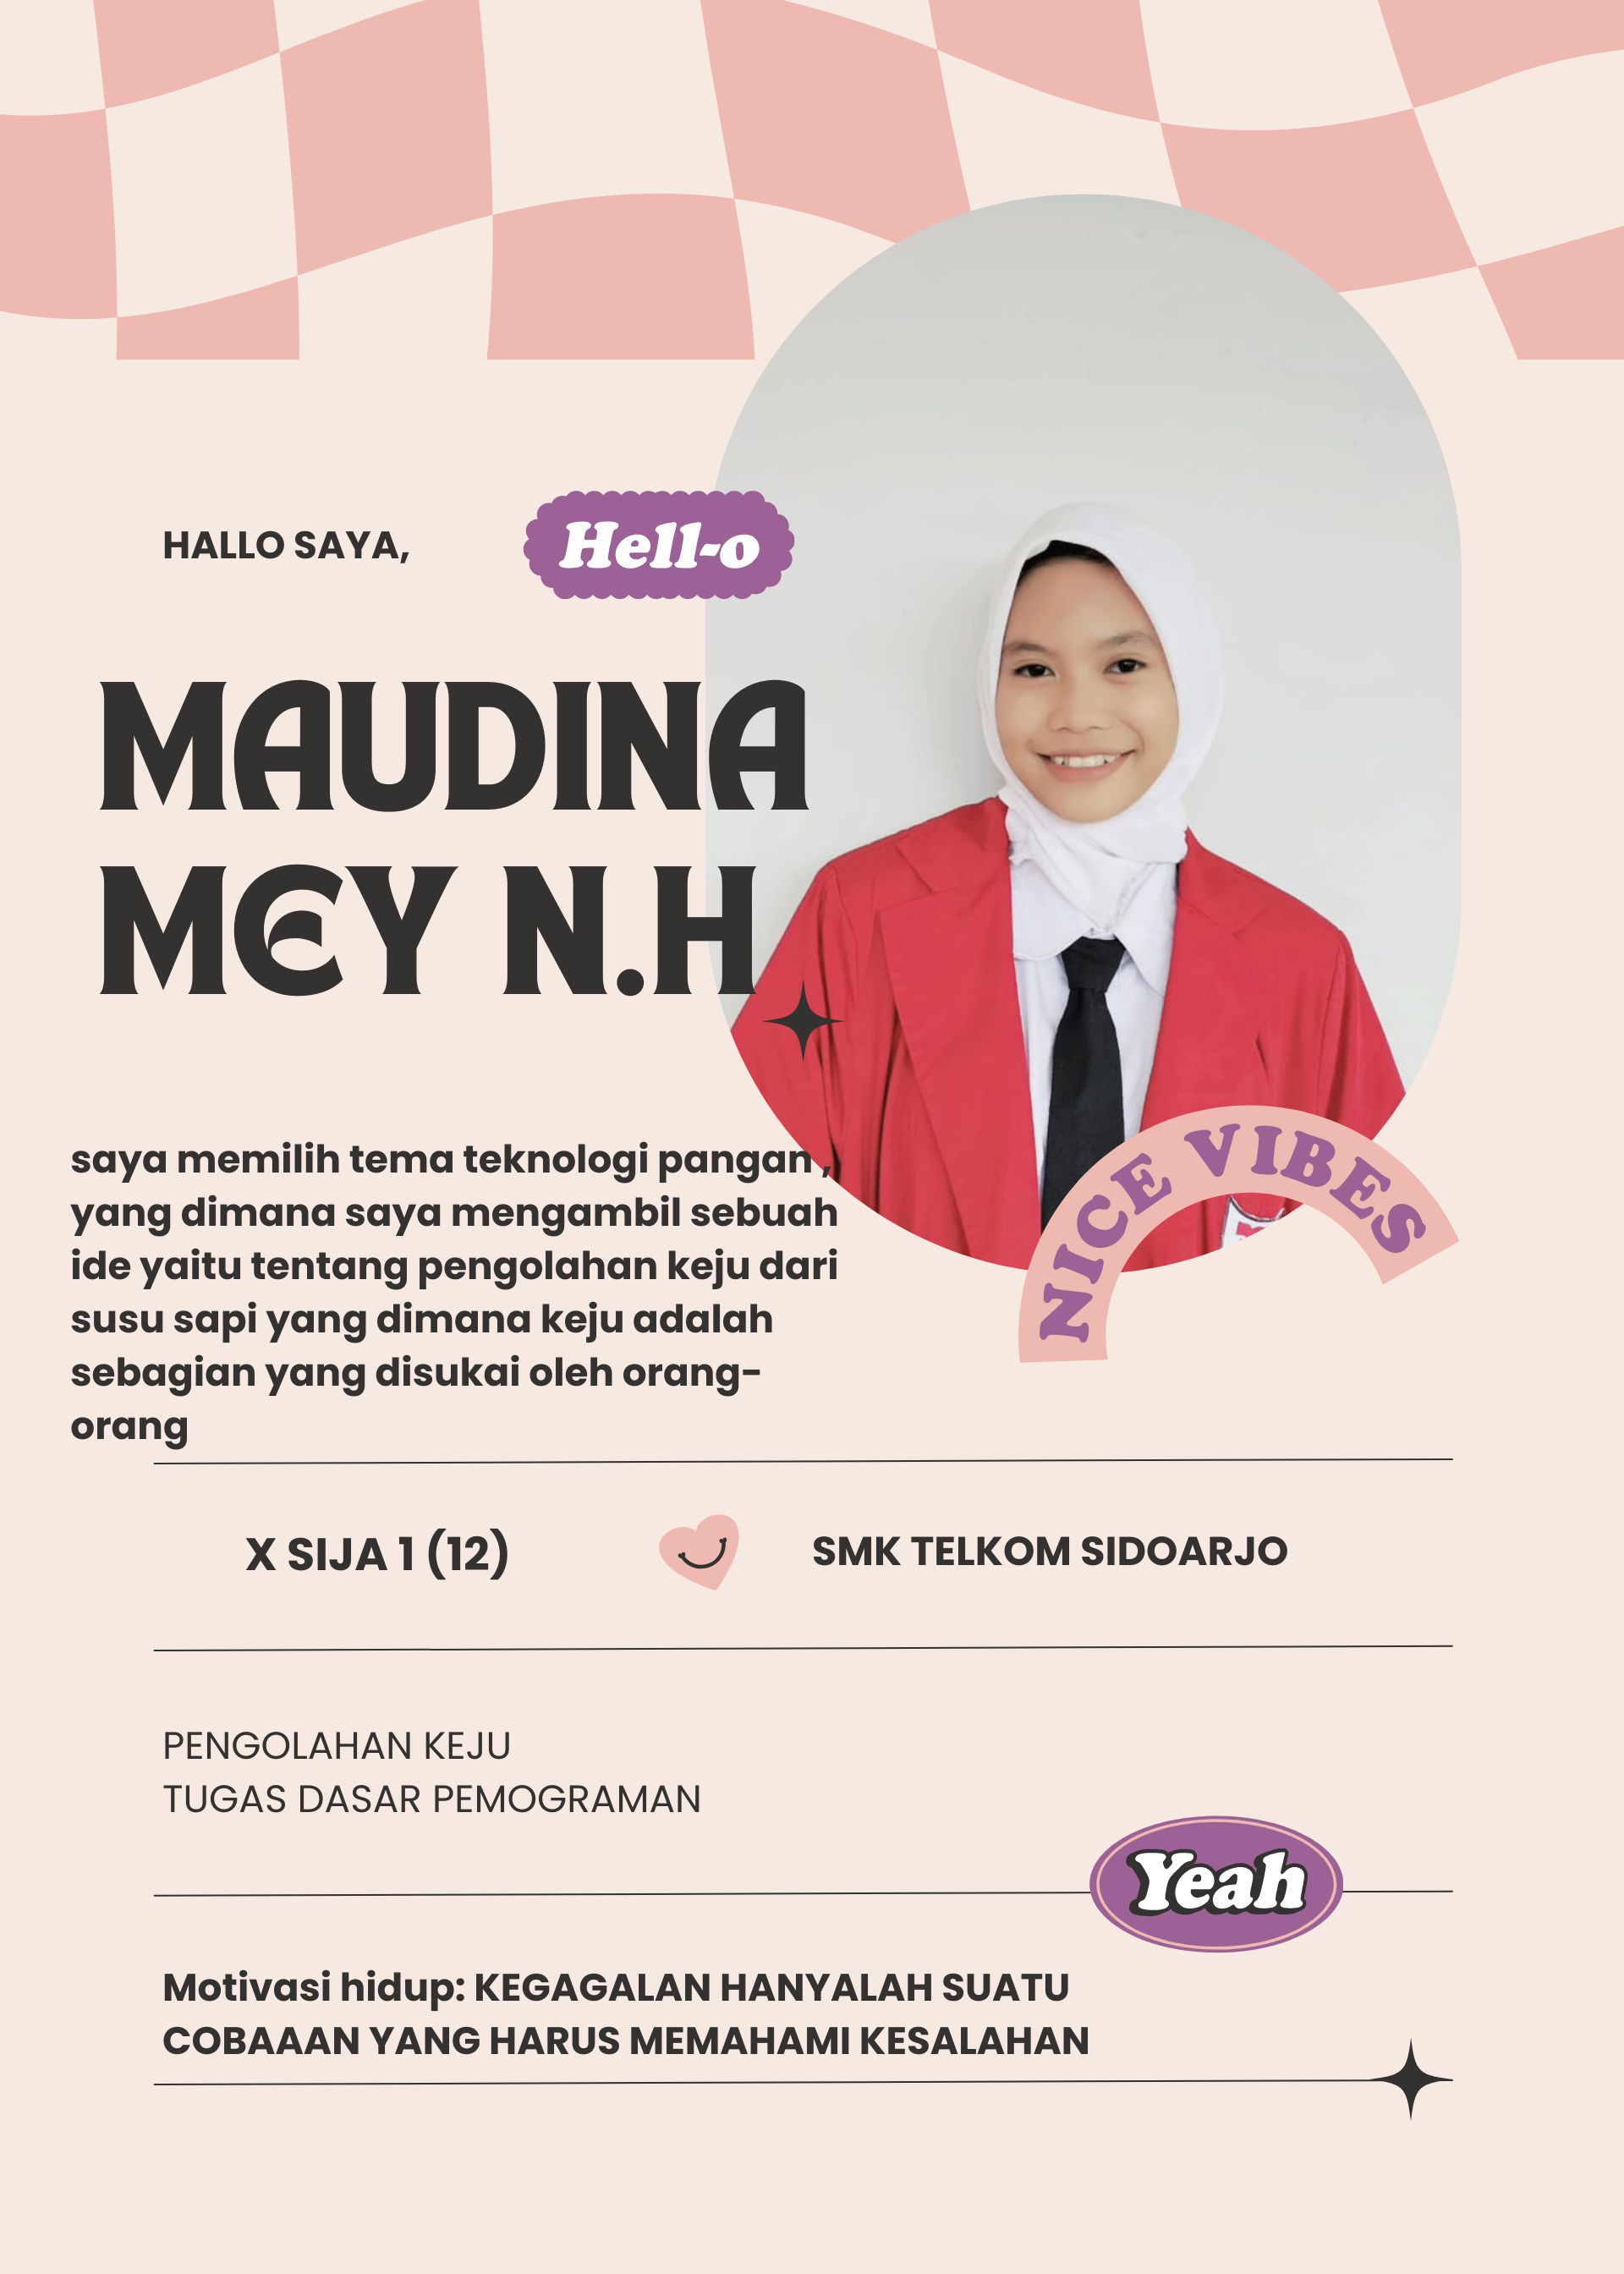 HALLO SAYA,
Hell-o
MAUDINA
MEY N.H
saya memilih tema teknologi pangan ,
yang dimana saya mengambil sebuah
ide yaitu tentang pengolahan keju dari
susu sapi yang dimana keju adalah
sebagian yang disukai oleh orang-
orang
NICE VIBES
X SIJA 1 (12)
SMK TELKOM SIDOARJO
PENGOLAHAN KEJU
TUGAS DASAR PEMOGRAMAN
Yeah
Motivasi hidup: KEGAGALAN HANYALAH SUATU
COBAAAN YANG HARUS MEMAHAMI KESALAHAN